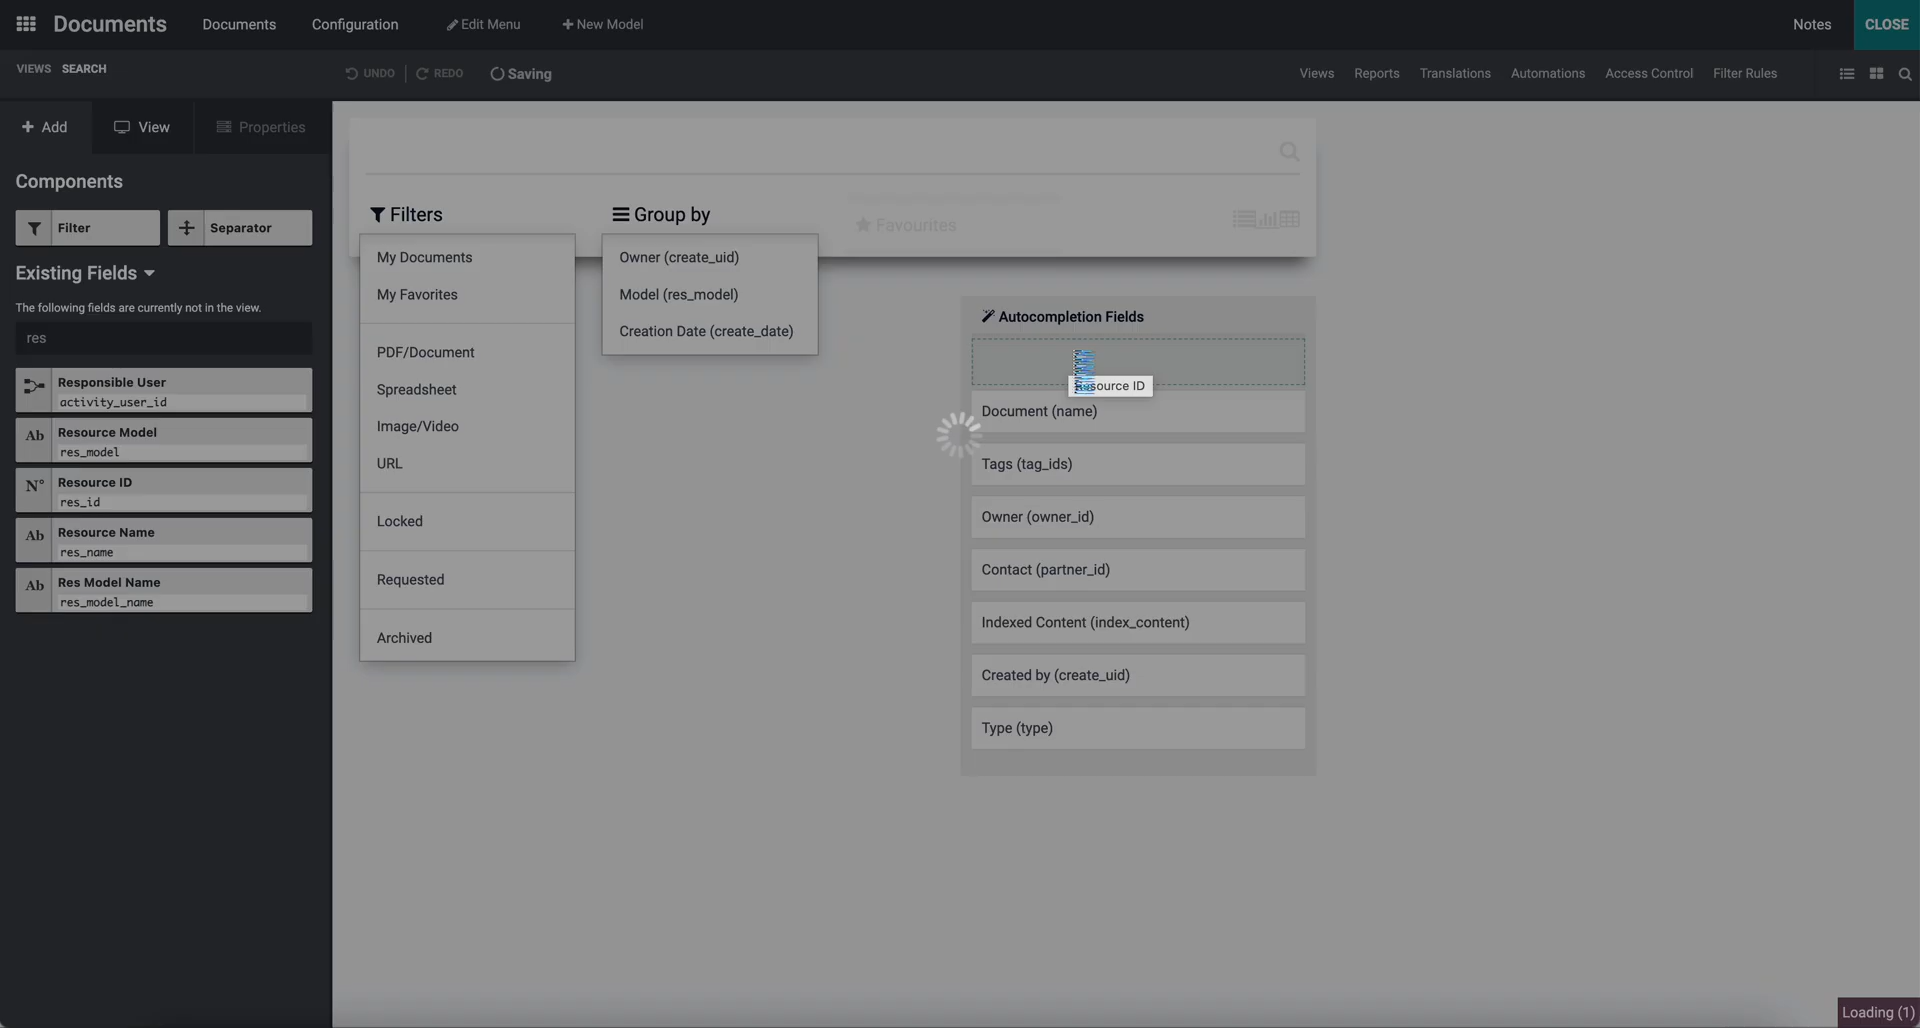 Documents Documents Configuration Edit Menu New Model Notes CLOSE
VIEWS SEARCH UNDO REDO Saving Views Reports Translations Automations Access Control Filter Rules
Add View Properties
Components
Filter Separator
Existing Fields
The following fields are currently not in the view.
res
Responsible User
activity_user_id
Ab Resource Model
res_model
N° Resource ID
res_id
Ab Resource Name
res_name
Ab Res Model Name
res_model_name
Filters
My Documents
My Favorites
PDF/Document
Spreadsheet
Image/Video
URL
Locked
Requested
Archived
Group by
Owner (create_uid)
Model (res_model)
Creation Date (create_date)
Favourites
Autocompletion Fields
ID
Document (name)
Tags (tag_ids)
Owner (owner_id)
Contact (partner_id)
Indexed Content (index_content)
Created by (create_uid)
Type (type)
Loading (1)